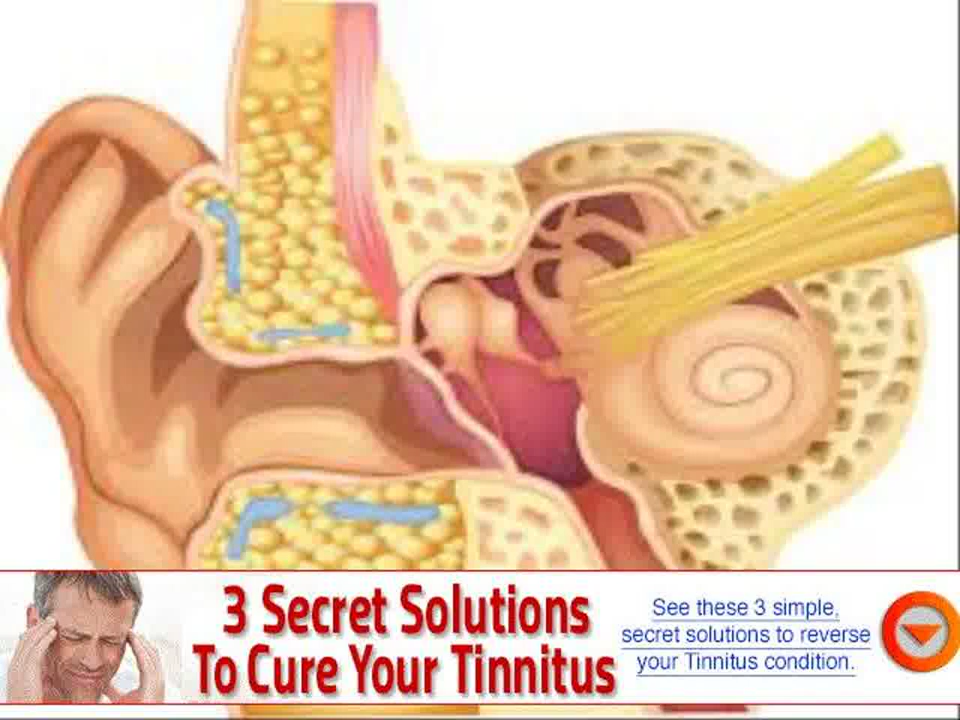 3 Secret Solutions
To Cure Your Tinnitus
See these 3 simple,
secret solutions to reverse
your Tinnitus condition.